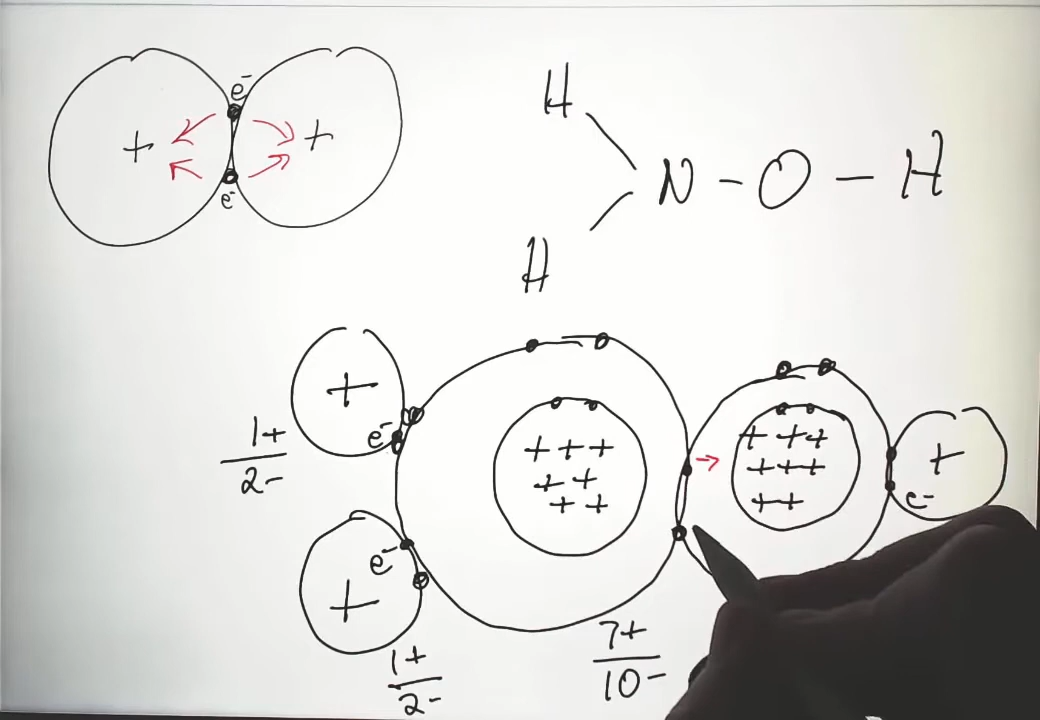 e⁻
+ +
e⁻
H
N - O - H
H
+
e⁻
1+
2-
+ + +
+ +
+ +
→
+ + +
+ + +
+ +
+
e-
e⁻
+
1+
2-
7+
10-